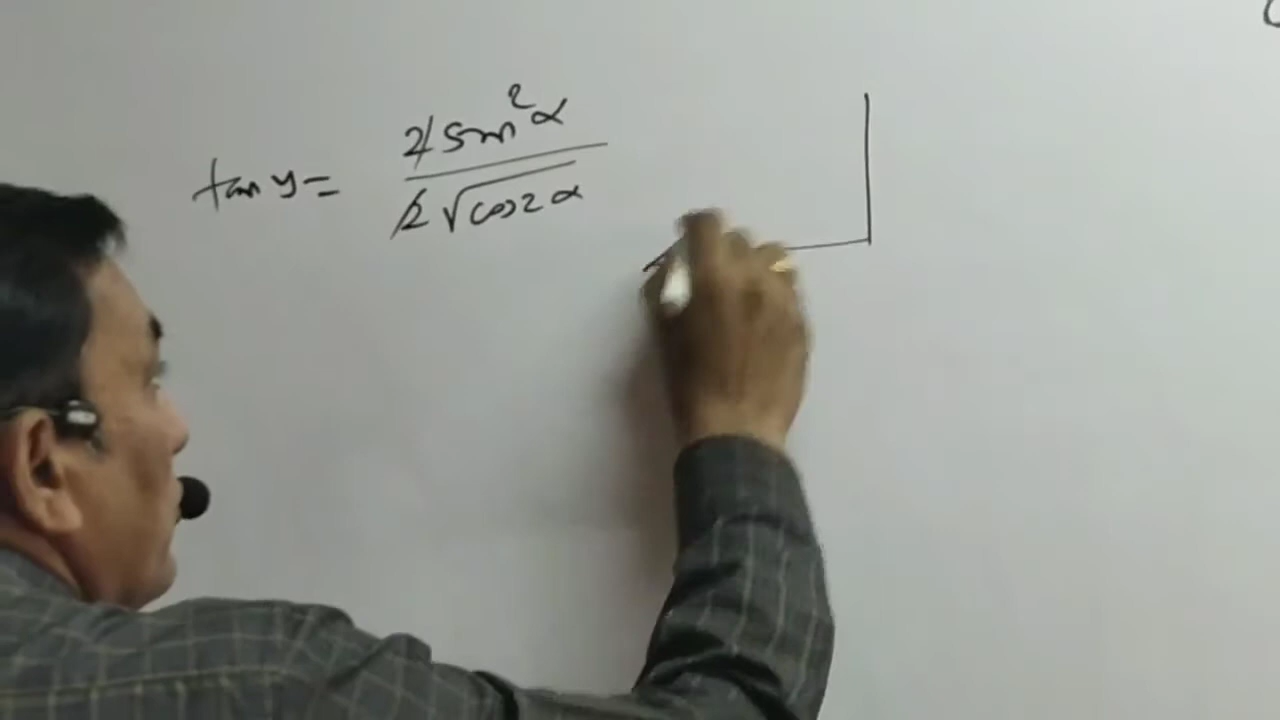 tan y = 2 sin²α / 2 √cos2α